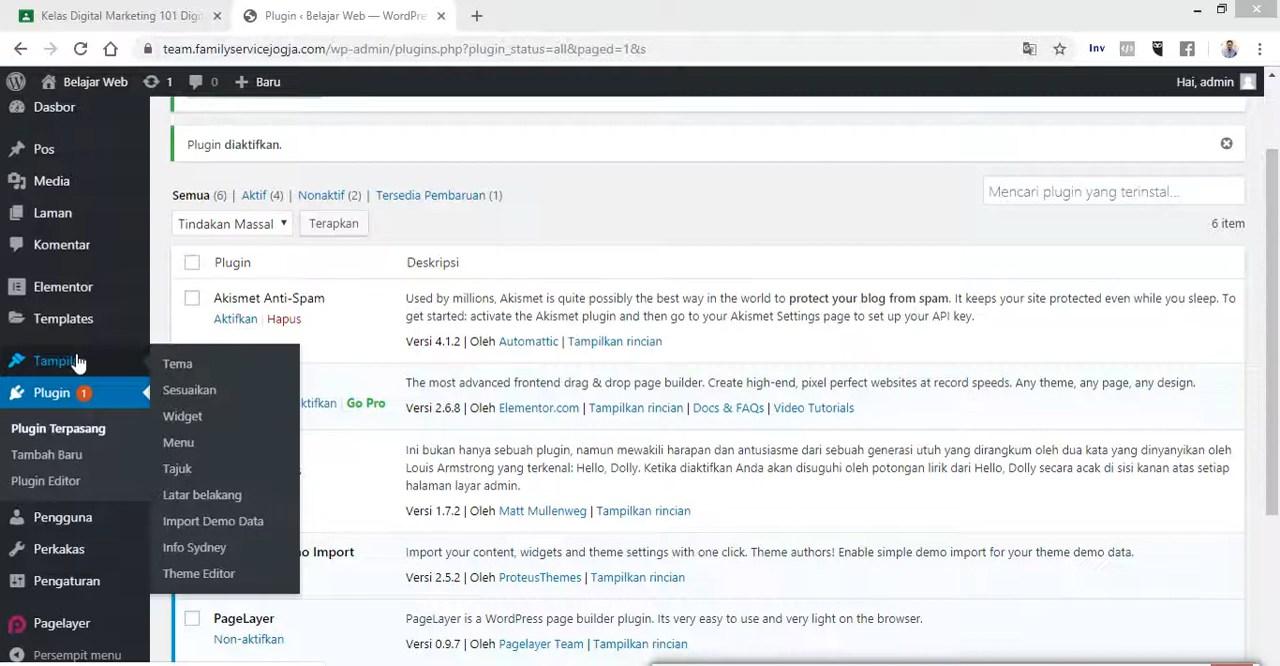 Kelas Digital Marketing 101 Digi
Plugin ‹ Belajar Web — WordPre
team.familyservicejogja.com/wp-admin/plugins.php?plugin_status=all&paged=1&s
Inv
Belajar Web 1 0 Baru
Hai, admin
Dasbor
Pos
Media
Laman
Komentar
Elementor
Templates
Plugin 1
Plugin Terpasang
Tambah Baru
Plugin Editor
Pengguna
Perkakas
Pengaturan
Pagelayer
Persempit menu
Tema
Sesuaikan
Widget
Menu
Tajuk
Latar belakang
Import Demo Data
Info Sydney
Theme Editor
Plugin diaktifkan.
Semua (6) | Aktif (4) | Nonaktif (2) | Tersedia Pembaruan (1)
Mencari plugin yang terinstal...
Tindakan Massal Terapkan
6 item
Plugin Deskripsi
Akismet Anti-Spam
Aktifkan | Hapus
Used by millions, Akismet is quite possibly the best way in the world to protect your blog from spam. It keeps your site protected even while you sleep. To
get started: activate the Akismet plugin and then go to your Akismet Settings page to set up your API key.
Versi 4.1.2 | Oleh Automattic | Tampilkan rincian
ktifkan | Go Pro
The most advanced frontend drag & drop page builder. Create high-end, pixel perfect websites at record speeds. Any theme, any page, any design.
Versi 2.6.8 | Oleh Elementor.com | Tampilkan rincian | Docs & FAQs | Video Tutorials
Ini bukan hanya sebuah plugin, namun mewakili harapan dan antusiasme dari sebuah generasi utuh yang dirangkum oleh dua kata yang dinyanyikan oleh
Louis Armstrong yang terkenal: Hello, Dolly. Ketika diaktifkan Anda akan disuguhi oleh potongan lirik dari Hello, Dolly secara acak di sisi kanan atas setiap
halaman layar admin.
Versi 1.7.2 | Oleh Matt Mullenweg | Tampilkan rincian
o Import
Import your content, widgets and theme settings with one click. Theme authors! Enable simple demo import for your theme demo data.
Versi 2.5.2 | Oleh ProteusThemes | Tampilkan rincian
PageLayer
Non-aktifkan
PageLayer is a WordPress page builder plugin. Its very easy to use and very light on the browser.
Versi 0.9.7 | Oleh Pagelayer Team | Tampilkan rincian